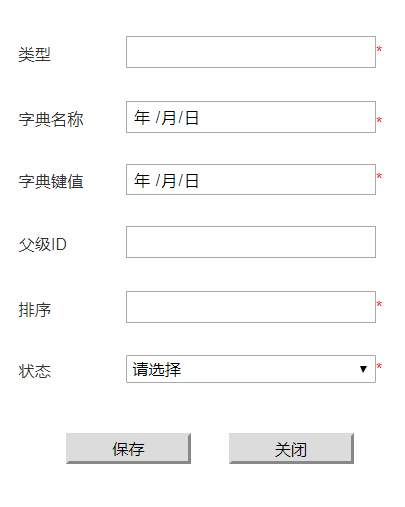 类型 *
字典名称 年 /月/日 *
字典键值 年 /月/日 *
父级ID
排序 *
状态 请选择 ▼ *
保存 关闭